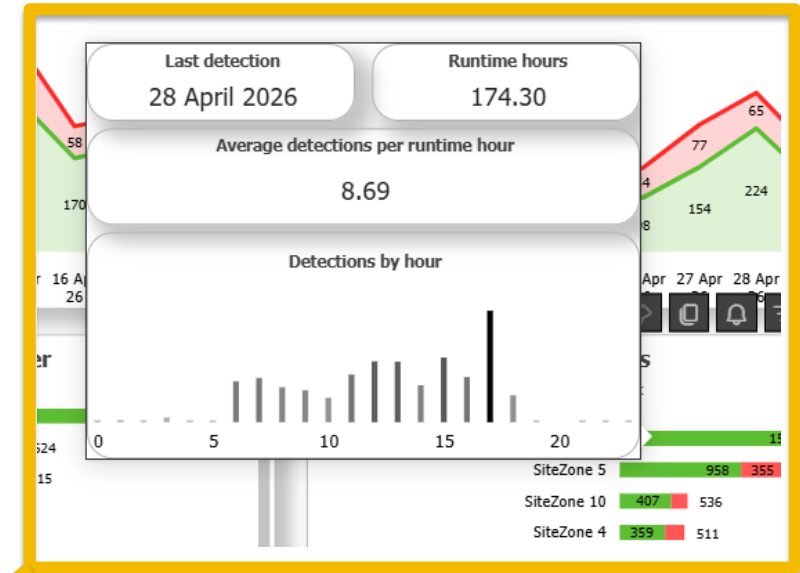 Last detection
28 April 2026
Runtime hours
174.30
Average detections per runtime hour
8.69
Detections by hour
0 5 10 15 20
58
170
16
26
65
77
224
154
Apr 27 Apr 28 Apr
15
SiteZone 5 958 355
SiteZone 10 407 536
SiteZone 4 359 511